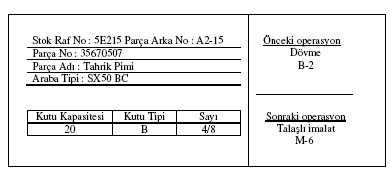 Stok Raf No : 5E215 Parça Arka No : A2-15
Parça No : 35670507
Parça Adı : Tahrik Pimi
Araba Tipi : SX50 BC
Kutu Kapasitesi Kutu Tipi Sayı
20 B 4/8
Önceki operasyon
Dövme
B-2
Sonraki operasyon
Talaşlı imalat
M-6